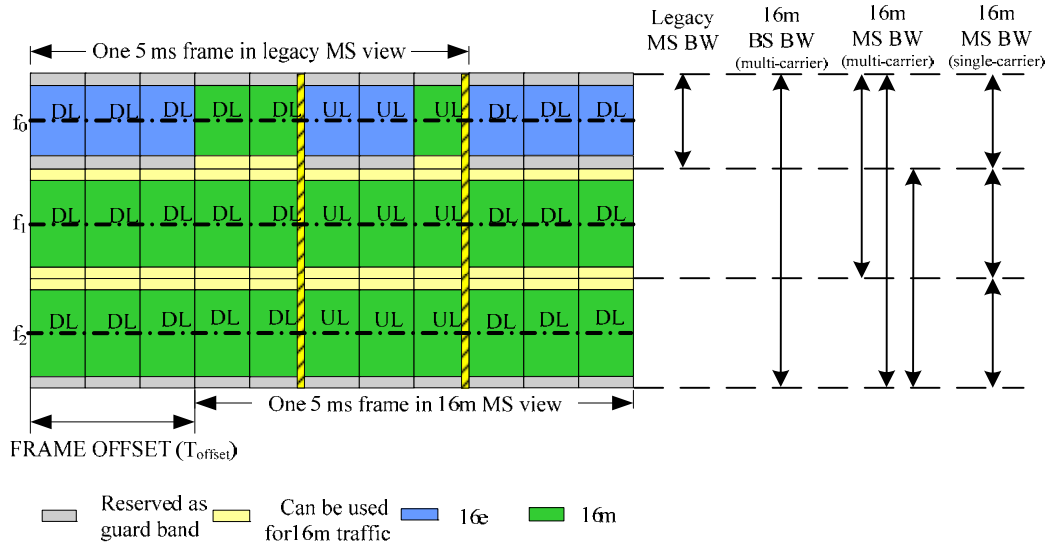 One 5 ms frame in legacy MS view
Legacy
MS BW
16m
BS BW
(multi-carrier)
16m
MS BW
(multi-carrier)
16m
MS BW
(single-carrier)
f0 DL DL DL DL DL UL UL UL DL DL DL
f1 DL DL DL DL DL UL UL UL DL DL DL
f2 DL DL DL DL DL UL UL UL DL DL DL
One 5 ms frame in 16m MS view
FRAME OFFSET (Toffset)
Reserved as
guard band
Can be used
for16m traffic
16e
16m